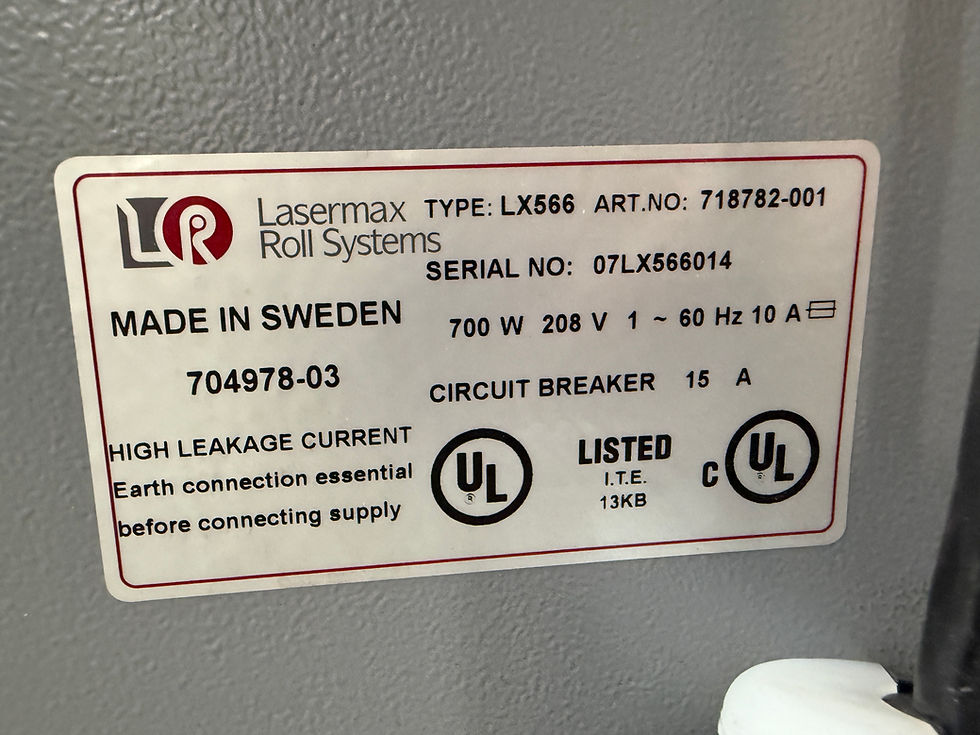 LR Lasermax
Roll Systems
TYPE: LX566 ART.NO: 718782-001
SERIAL NO: 07LX566014
MADE IN SWEDEN
700 W 208 V 1 ~ 60 Hz 10 A
704978-03
CIRCUIT BREAKER 15 A
HIGH LEAKAGE CURRENT
Earth connection essential
before connecting supply
UL ®
LISTED
I.T.E.
13KB
C UL ®